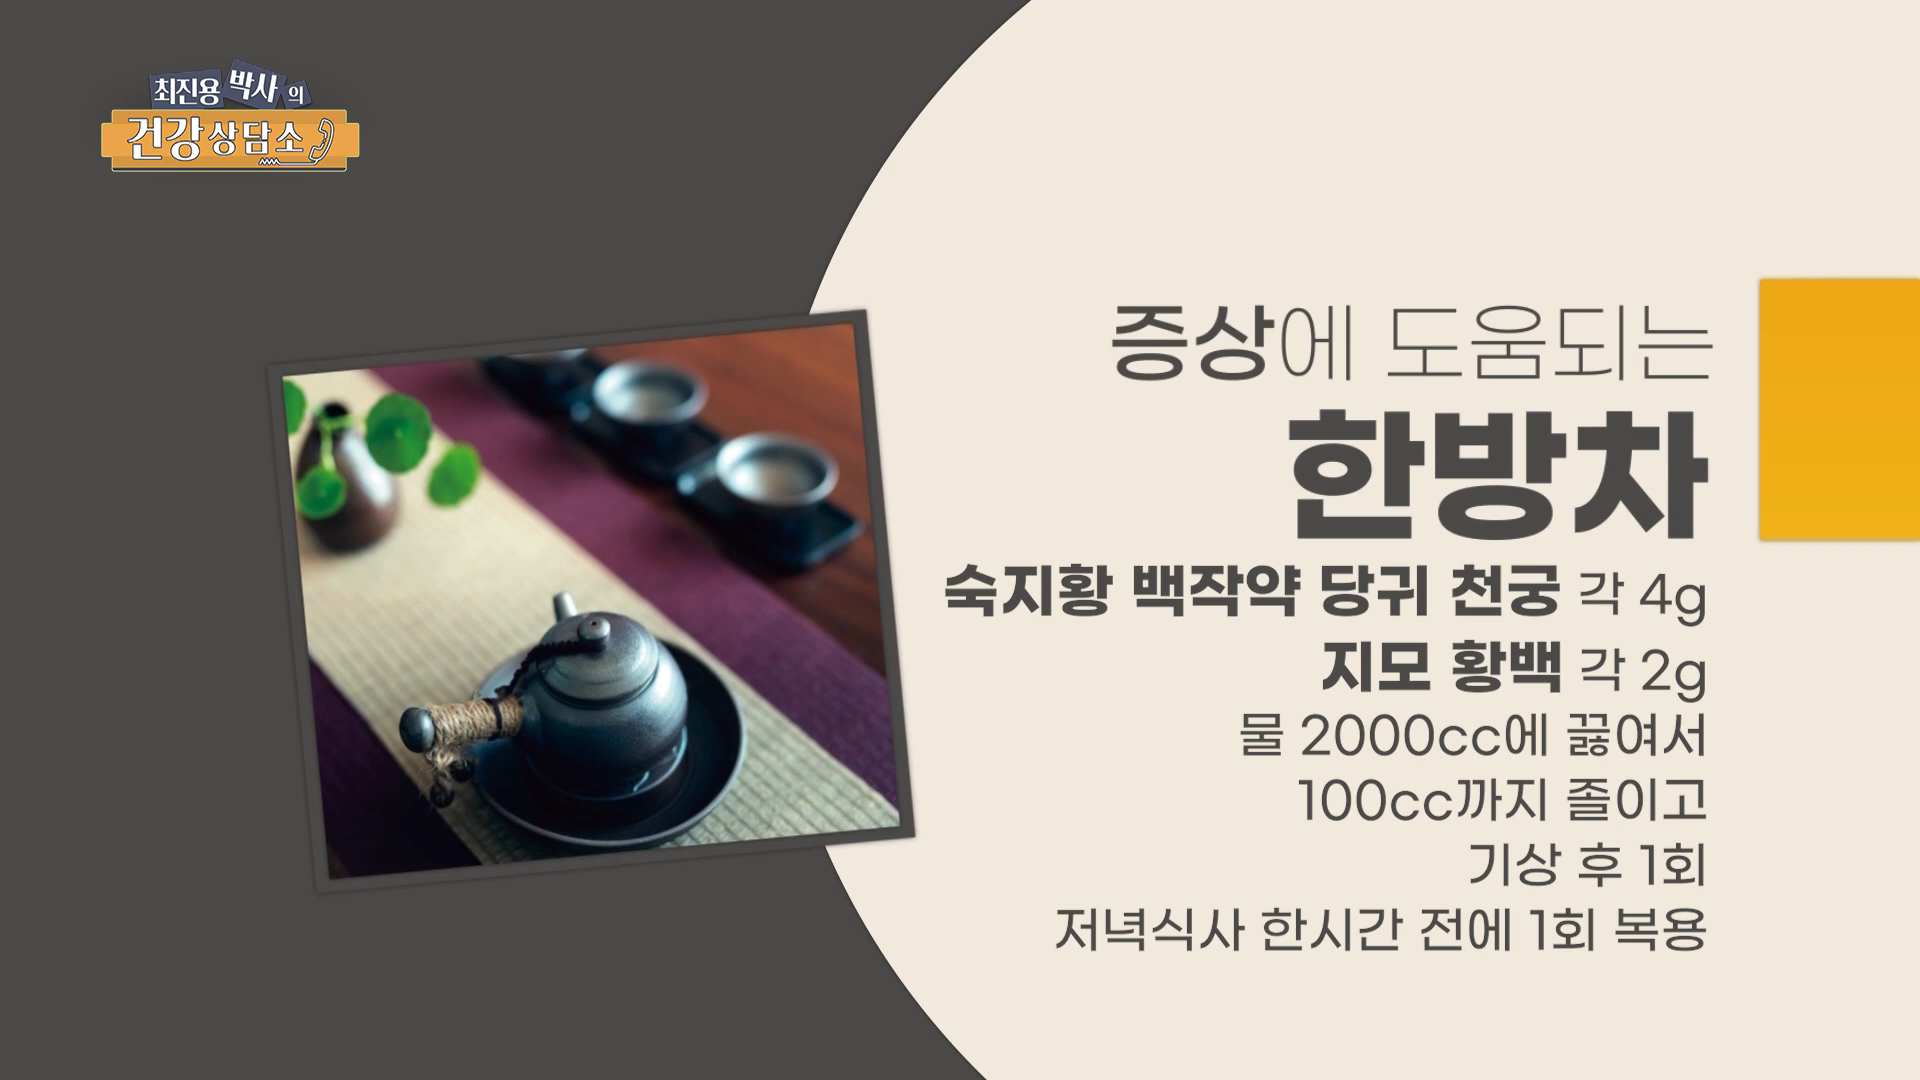 최진용 박사의
건강상담소
증상에 도움되는
한방차
숙지황 백작약 당귀 천궁 각 4g
지모 황백 각 2g
물 2000cc에 끓여서
100cc까지 졸이고
기상 후 1회
저녁식사 한시간 전에 1회 복용